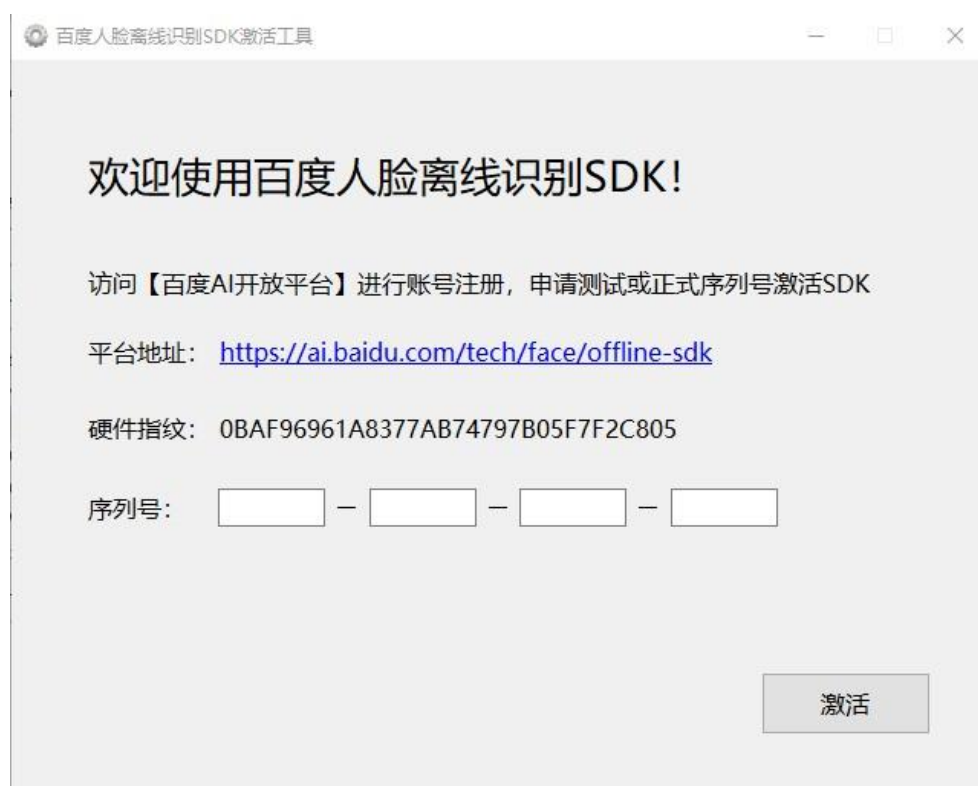 百度人脸离线识别SDK激活工具
欢迎使用百度人脸离线识别SDK!
访问【百度AI开放平台】进行账号注册，申请测试或正式序列号激活SDK
平台地址： https://ai.baidu.com/tech/face/offline-sdk
硬件指纹： 0BAF96961A8377AB74797B05F7F2C805
序列号： － － －
激活